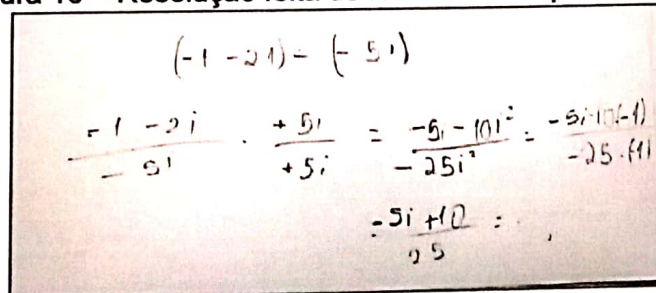 (-1 -2i) ÷ (-5i)
-1 -2i / -5i . +5i / +5i = -5i - 10i² / -25i² = -5i-10(-1) / -25.(-1)
= -5i +10 / 25 =